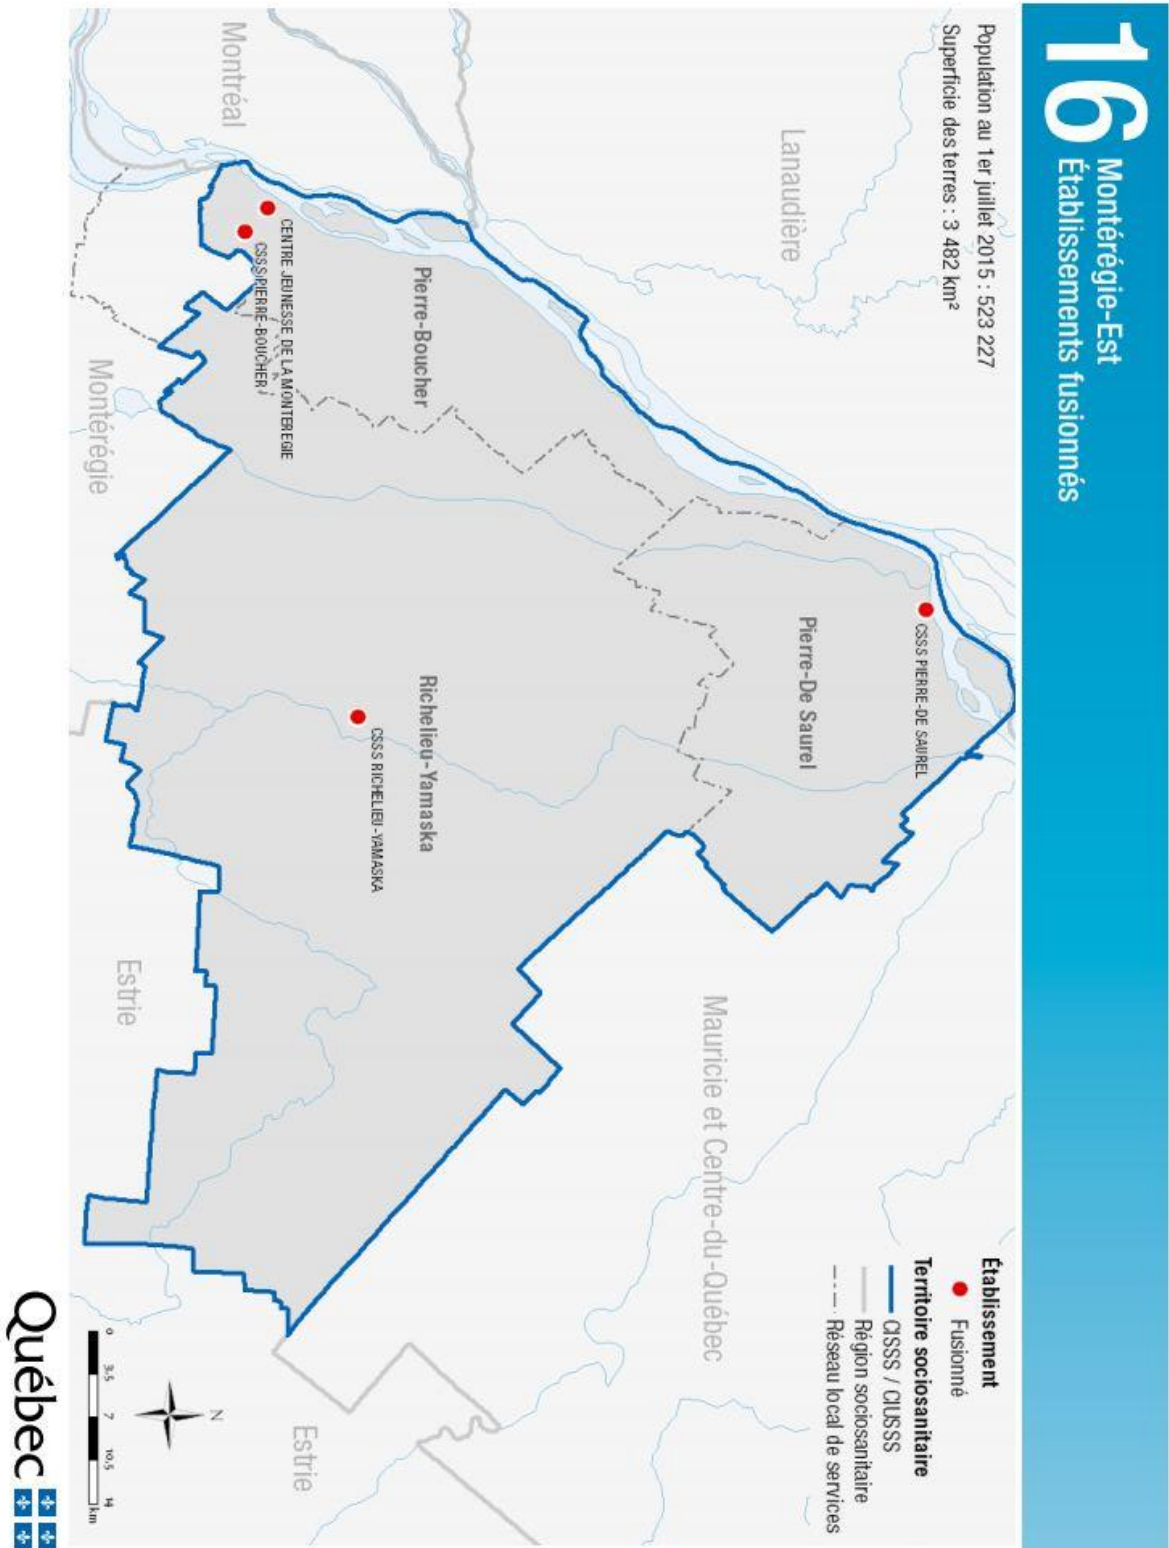 16
Montérégie-Est
Établissements fusionnés
Population au 1er juillet 2015 : 523 227
Superficie des terres : 3 482 km²
Lanaudière
Montréal
Établissement
Fusionné
Territoire sociosanitaire
CISSS / CIUSSS
Région sociosanitaire
Réseau local de services
CSSS PIERRE-DE SAUREL
Pierre-De Saurel
Mauricie et Centre-du-Québec
Pierre-Boucher
Richelieu-Yamaska
CSSS RICHELIEU-YAMASKA
CENTRE JEUNESSE DE LA MONTEREGIE
CSSS PIERRE-BOUCHER
Montérégie
Estrie
Estrie
N
0 3,5 7 10,5 14
km
Québec